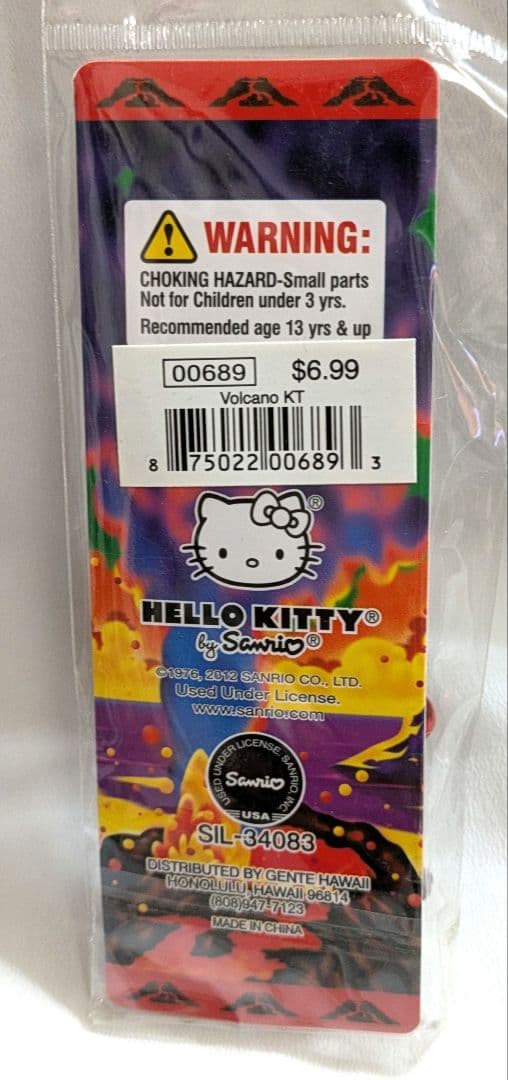 WARNING:
CHOKING HAZARD-Small parts
Not for Children under 3 yrs.
Recommended age 13 yrs & up
00689 $6.99
Volcano KT
8 75022 00689 3
HELLO KITTY®
by Sanrio®
©1976, 2012 SANRIO CO., LTD.
Used Under License.
www.sanrio.com
USED UNDER LICENSE. SANRIO, INC.
Sanrio
USA
SIL-34083
DISTRIBUTED BY GENTE HAWAII
HONOLULU, HAWAII 96814
(808)947-7123
MADE IN CHINA